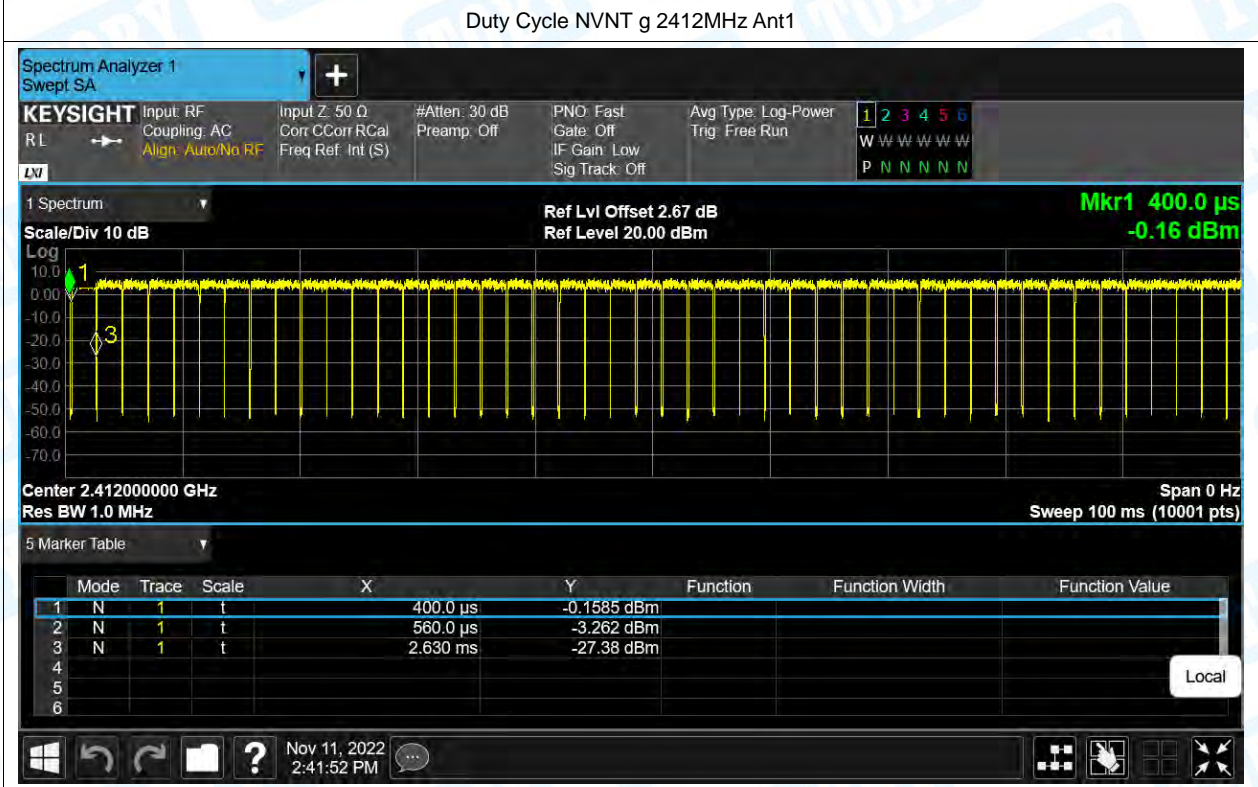 Duty Cycle NVNT g 2412MHz Ant1
Spectrum Analyzer 1
Swept SA
+
KEYSIGHT Input: RF Input Z: 50 Ω #Atten: 30 dB PNO: Fast Avg Type: Log-Power 1 2 3 4 5 6
RL Coupling: AC Corr CCorr RCal Preamp: Off Gate: Off Trig: Free Run W W W W W W
Align: Auto/No RF Freq Ref: Int (S) IF Gain: Low P N N N N N
LXI Sig Track: Off
1 Spectrum Ref Lvl Offset 2.67 dB Mkr1 400.0 µs
Scale/Div 10 dB Ref Level 20.00 dBm -0.16 dBm
Log
10.0 1
0.00
-10.0
-20.0 3
-30.0
-40.0
-50.0
-60.0
-70.0
Center 2.412000000 GHz Span 0 Hz
Res BW 1.0 MHz Sweep 100 ms (10001 pts)
5 Marker Table
Mode Trace Scale X Y Function Function Width Function Value
1 N 1 t 400.0 µs -0.1585 dBm
2 N 1 t 560.0 µs -3.262 dBm
3 N 1 t 2.630 ms -27.38 dBm
4
5 Local
6
? Nov 11, 2022
2:41:52 PM